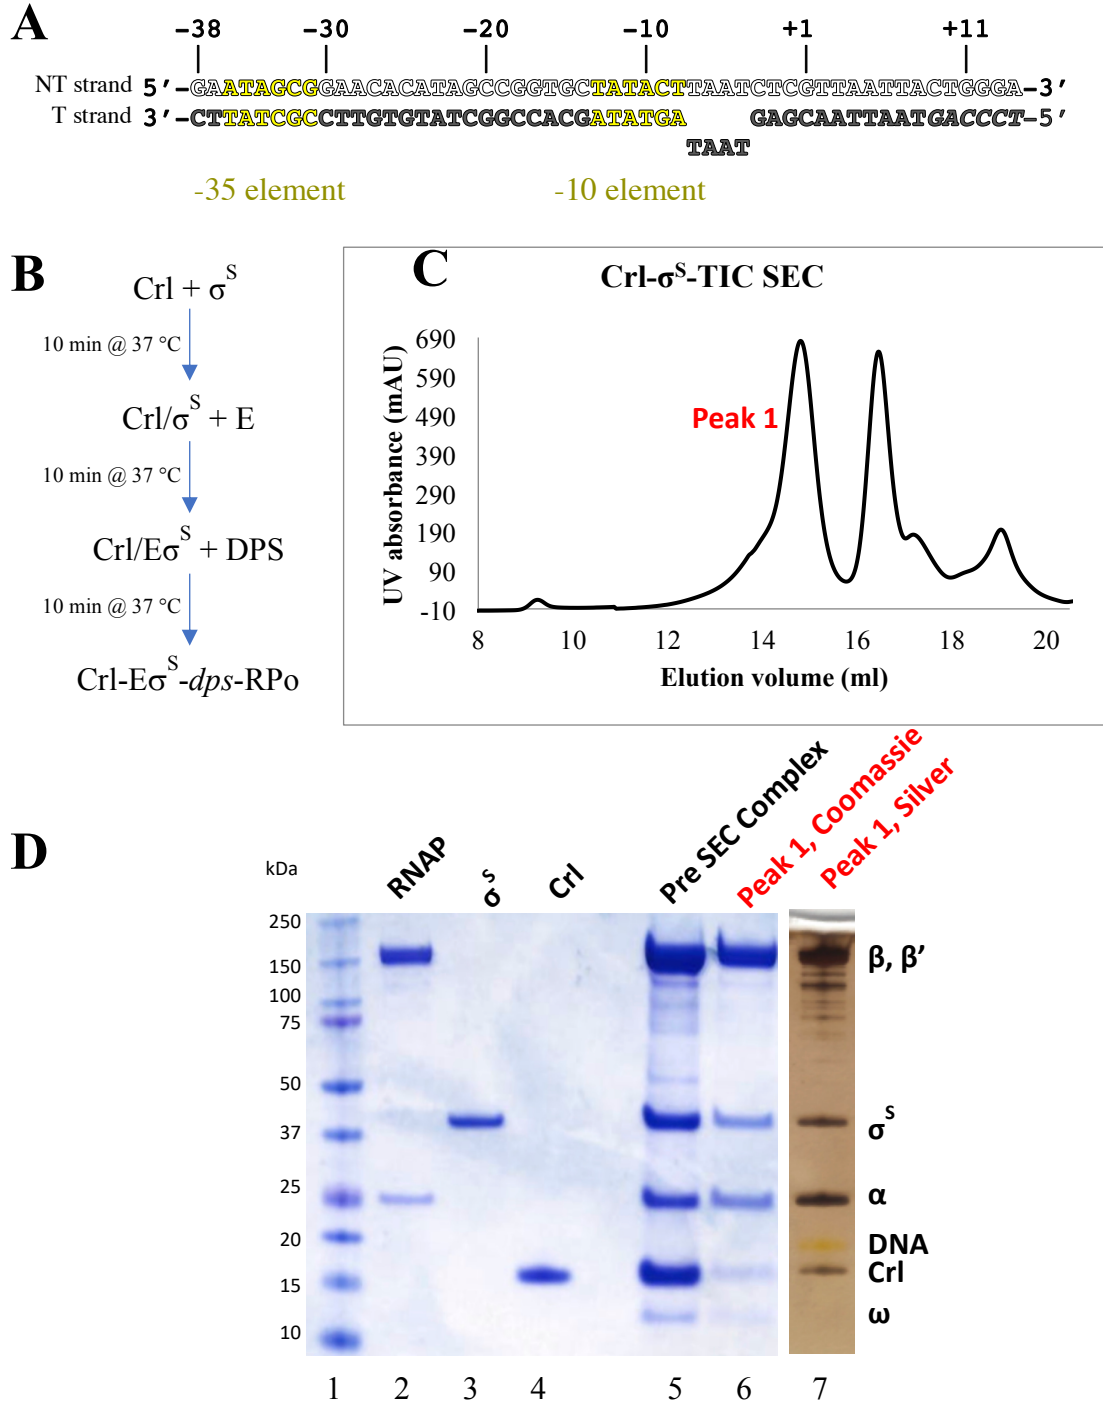 A
-38 -30 -20 -10 +1 +11
NT strand 5’-GAATAGCGGAACACATAGCCGGTGCTATACTTAATCTCGTTAATTACTGGGA-3’
T strand 3’-CTTATCGCCTTGTGTATCGGCCACGATATGA GAGCAATTAATGACCCT-5’
TAAT
-35 element -10 element
B
Crl + σS
10 min @ 37 °C
Crl/σS + E
10 min @ 37 °C
Crl/EσS + DPS
10 min @ 37 °C
Crl-EσS-dps-RPo
C
Crl-σS-TIC SEC
UV absorbance (mAU)
690
590
490
390
290
190
90
-10
Peak 1
8 10 12 14 16 18 20
Elution volume (ml)
D
kDa
RNAP
σS
Crl
Pre SEC Complex
Peak 1, Coomassie
Peak 1, Silver
250
150
100
75
50
37
25
20
15
10
β, β’
σS
α
DNA
Crl
ω
1 2 3 4 5 6 7